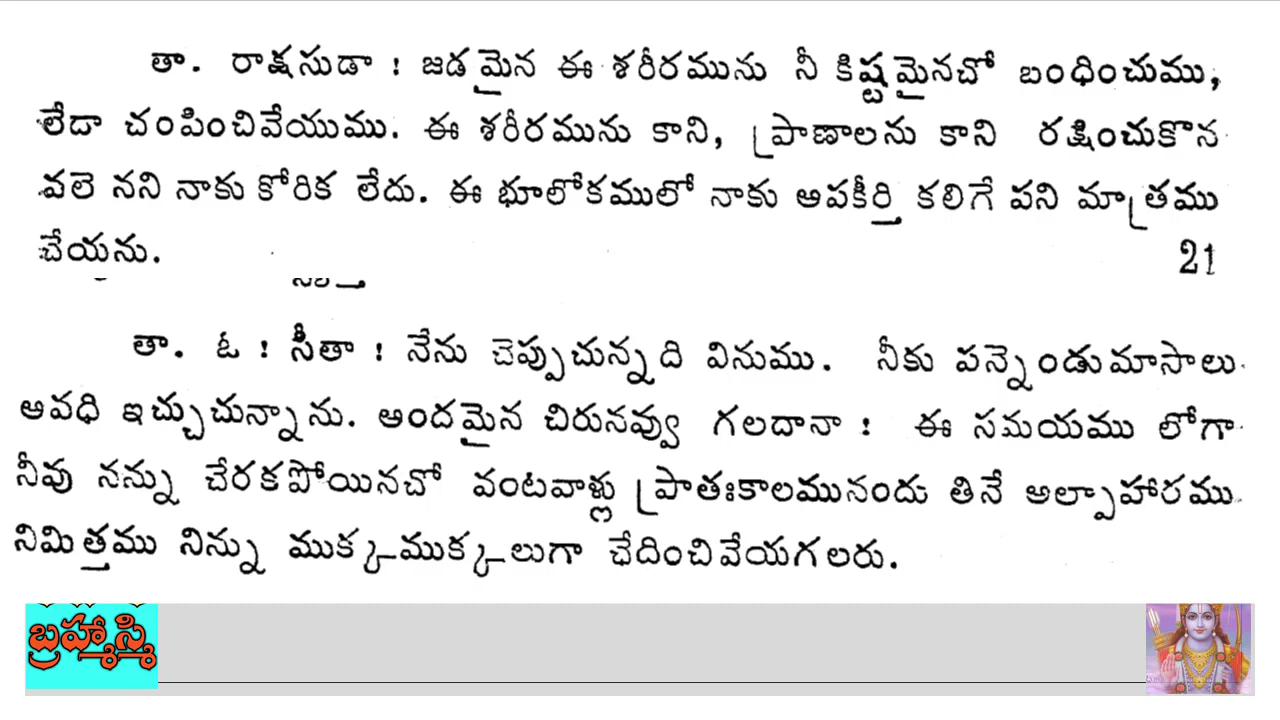 తా. రాక్షసుడా ! జడమైన ఈ శరీరమును నీ కిష్టమైనచో బంధించుము,
లేదా చంపించివేయుము. ఈ శరీరమును కాని, ప్రాణాలను కాని రక్షించుకొన
వలె నని నాకు కోరిక లేదు. ఈ భూలోకములో నాకు అపకీర్తి కలిగే పని మాత్రము
చేయను. 21
తా. ఓ ! సీతా ! నేను చెప్పుచున్నది వినుము. నీకు పన్నెండుమాసాలు
అవధి ఇచ్చుచున్నాను. అందమైన చిరునవ్వు గలదానా ! ఈ సమయము లోగా
నీవు నన్ను చేరకపోయినచో వంటవాళ్లు ప్రాతఃకాలమునందు తినే అల్పాహారము
నిమిత్తము నిన్ను ముక్కముక్కలుగా ఛేదించివేయగలరు.
బ్రహ్మాస్మి